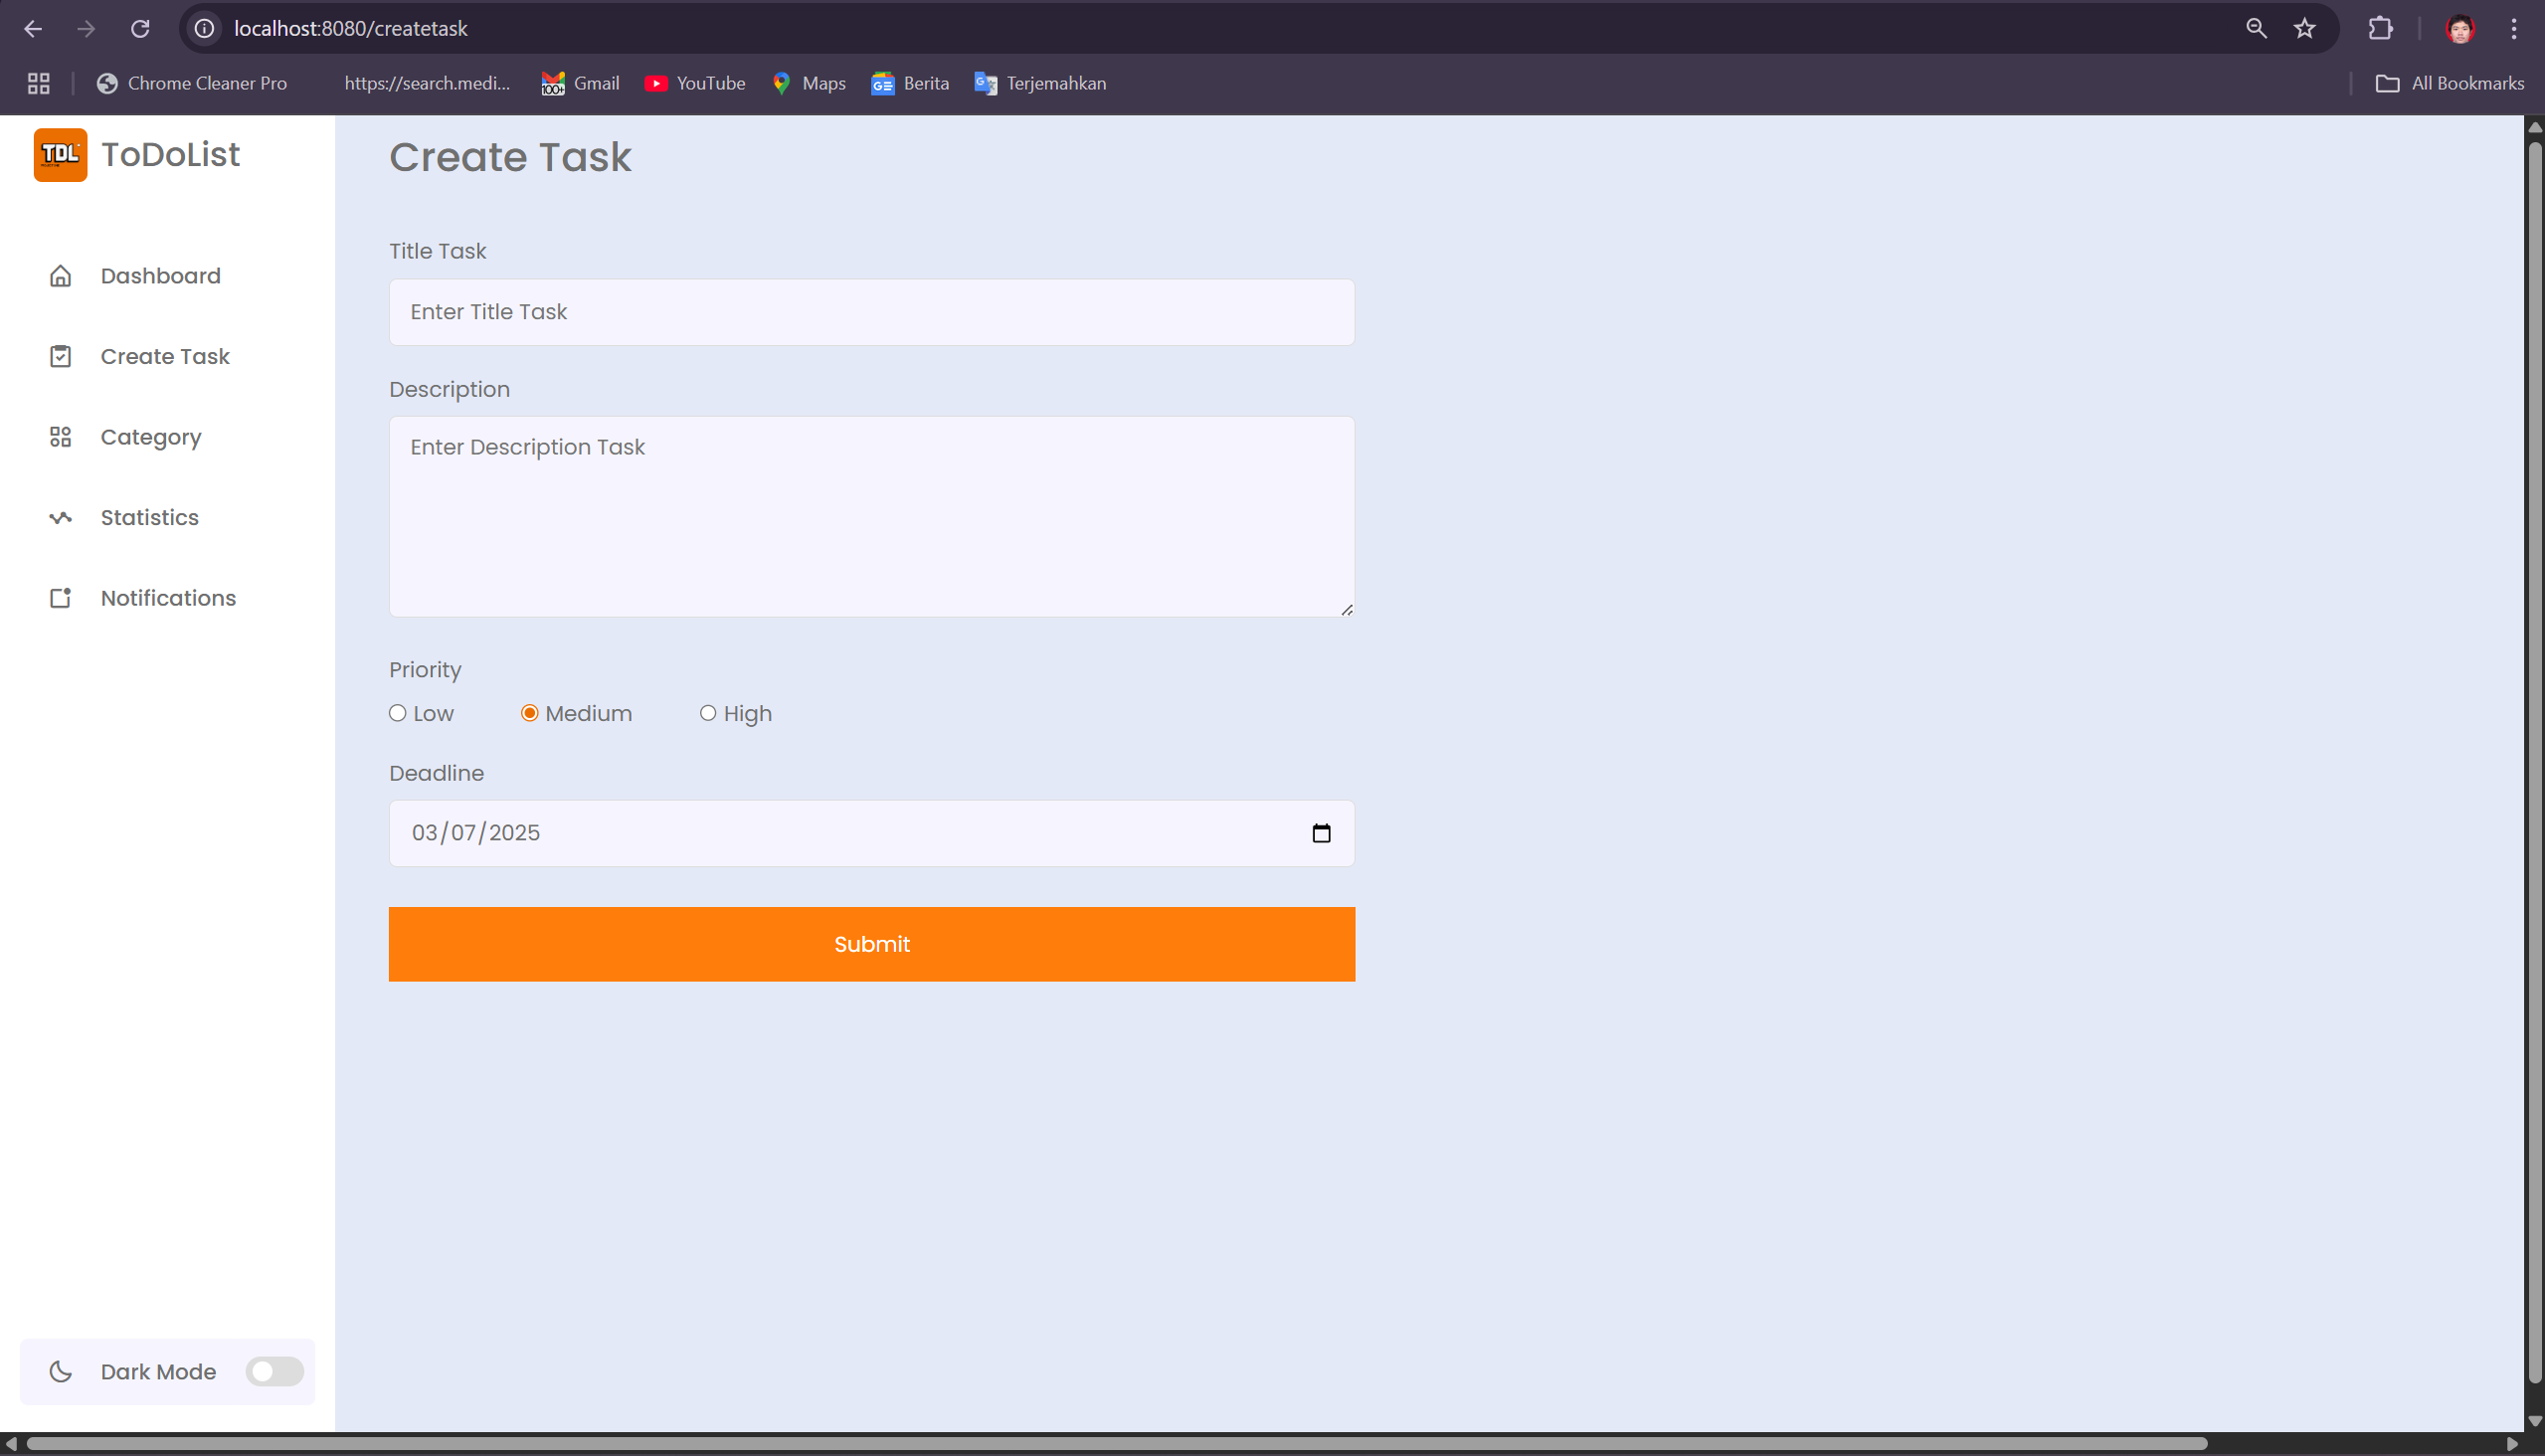 localhost:8080/createtask
Chrome Cleaner Pro
https://search.medi...
100+
Gmail
YouTube
Maps
Berita
Terjemahkan
All Bookmarks
TDL
ToDoList
Dashboard
Create Task
Category
Statistics
Notifications
Dark Mode
Create Task
Title Task
Enter Title Task
Description
Enter Description Task
Priority
Low
Medium
High
Deadline
03/07/2025
Submit